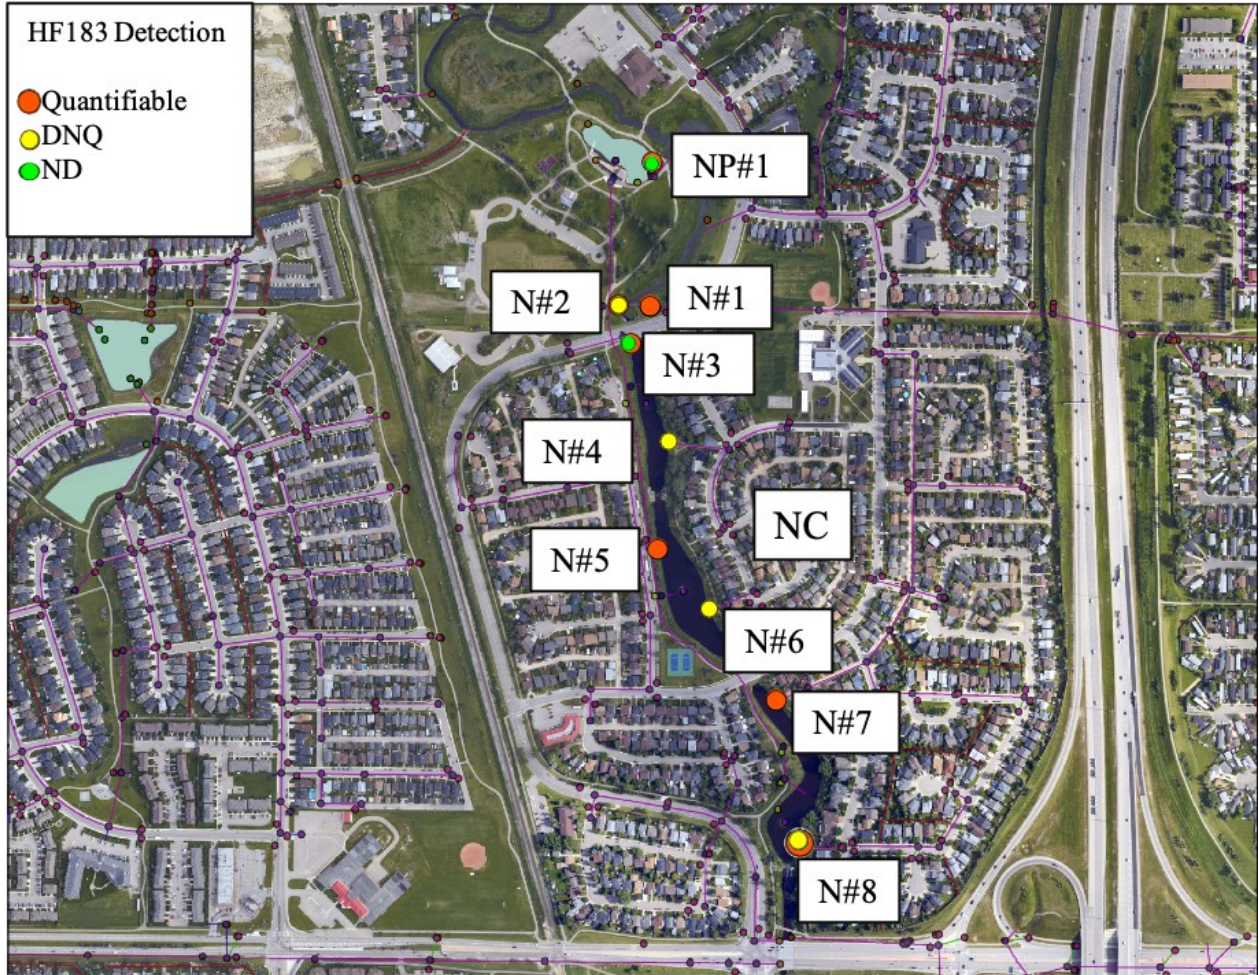 HF183 Detection
Quantifiable
DNQ
ND
NP#1
N#2
N#1
N#3
N#4
NC
N#5
N#6
N#7
N#8